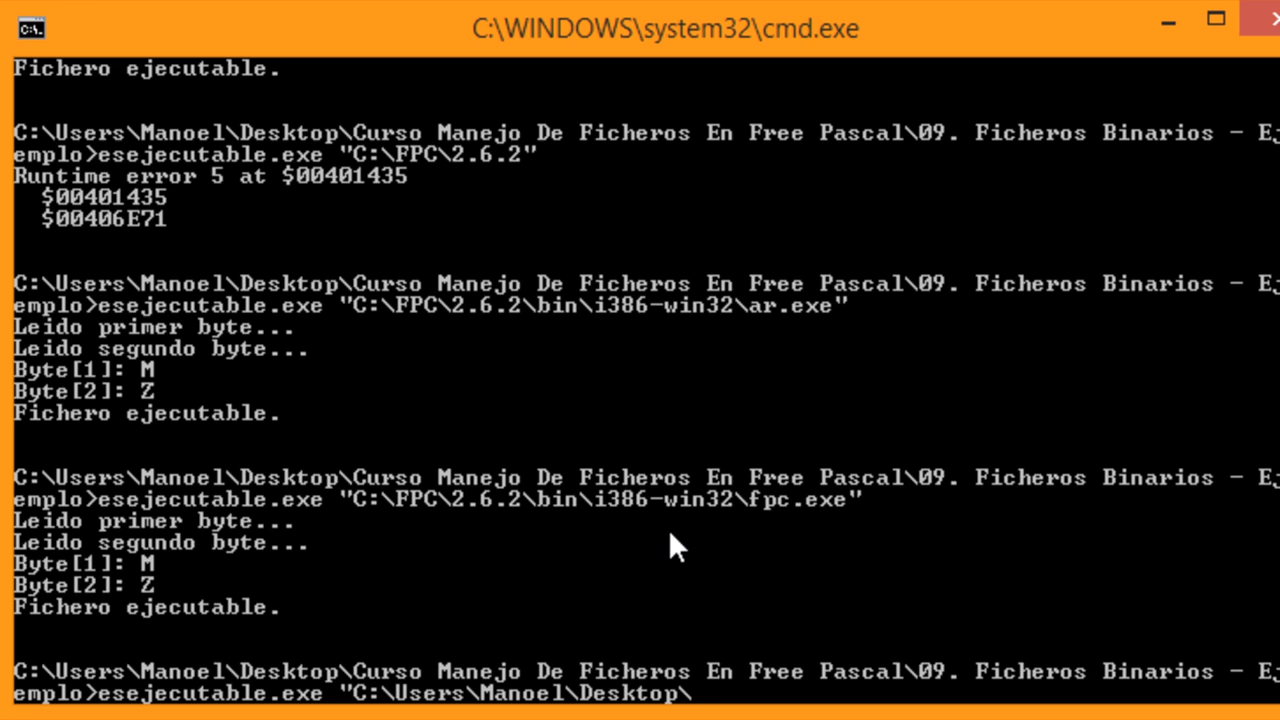 C:\WINDOWS\system32\cmd.exe
Fichero ejecutable.
C:\Users\Manoel\Desktop\Curso Manejo De Ficheros En Free Pascal\09. Ficheros Binarios - Ej
emplo>esejecutable.exe "C:\FPC\2.6.2"
Runtime error 5 at $00401435
$00401435
$00406E71
C:\Users\Manoel\Desktop\Curso Manejo De Ficheros En Free Pascal\09. Ficheros Binarios - Ej
emplo>esejecutable.exe "C:\FPC\2.6.2\bin\i386-win32\ar.exe"
Leido primer byte...
Leido segundo byte...
Byte[1]: M
Byte[2]: Z
Fichero ejecutable.
C:\Users\Manoel\Desktop\Curso Manejo De Ficheros En Free Pascal\09. Ficheros Binarios - Ej
emplo>esejecutable.exe "C:\FPC\2.6.2\bin\i386-win32\fpc.exe"
Leido primer byte...
Leido segundo byte...
Byte[1]: M
Byte[2]: Z
Fichero ejecutable.
C:\Users\Manoel\Desktop\Curso Manejo De Ficheros En Free Pascal\09. Ficheros Binarios - Ej
emplo>esejecutable.exe "C:\Users\Manoel\Desktop\